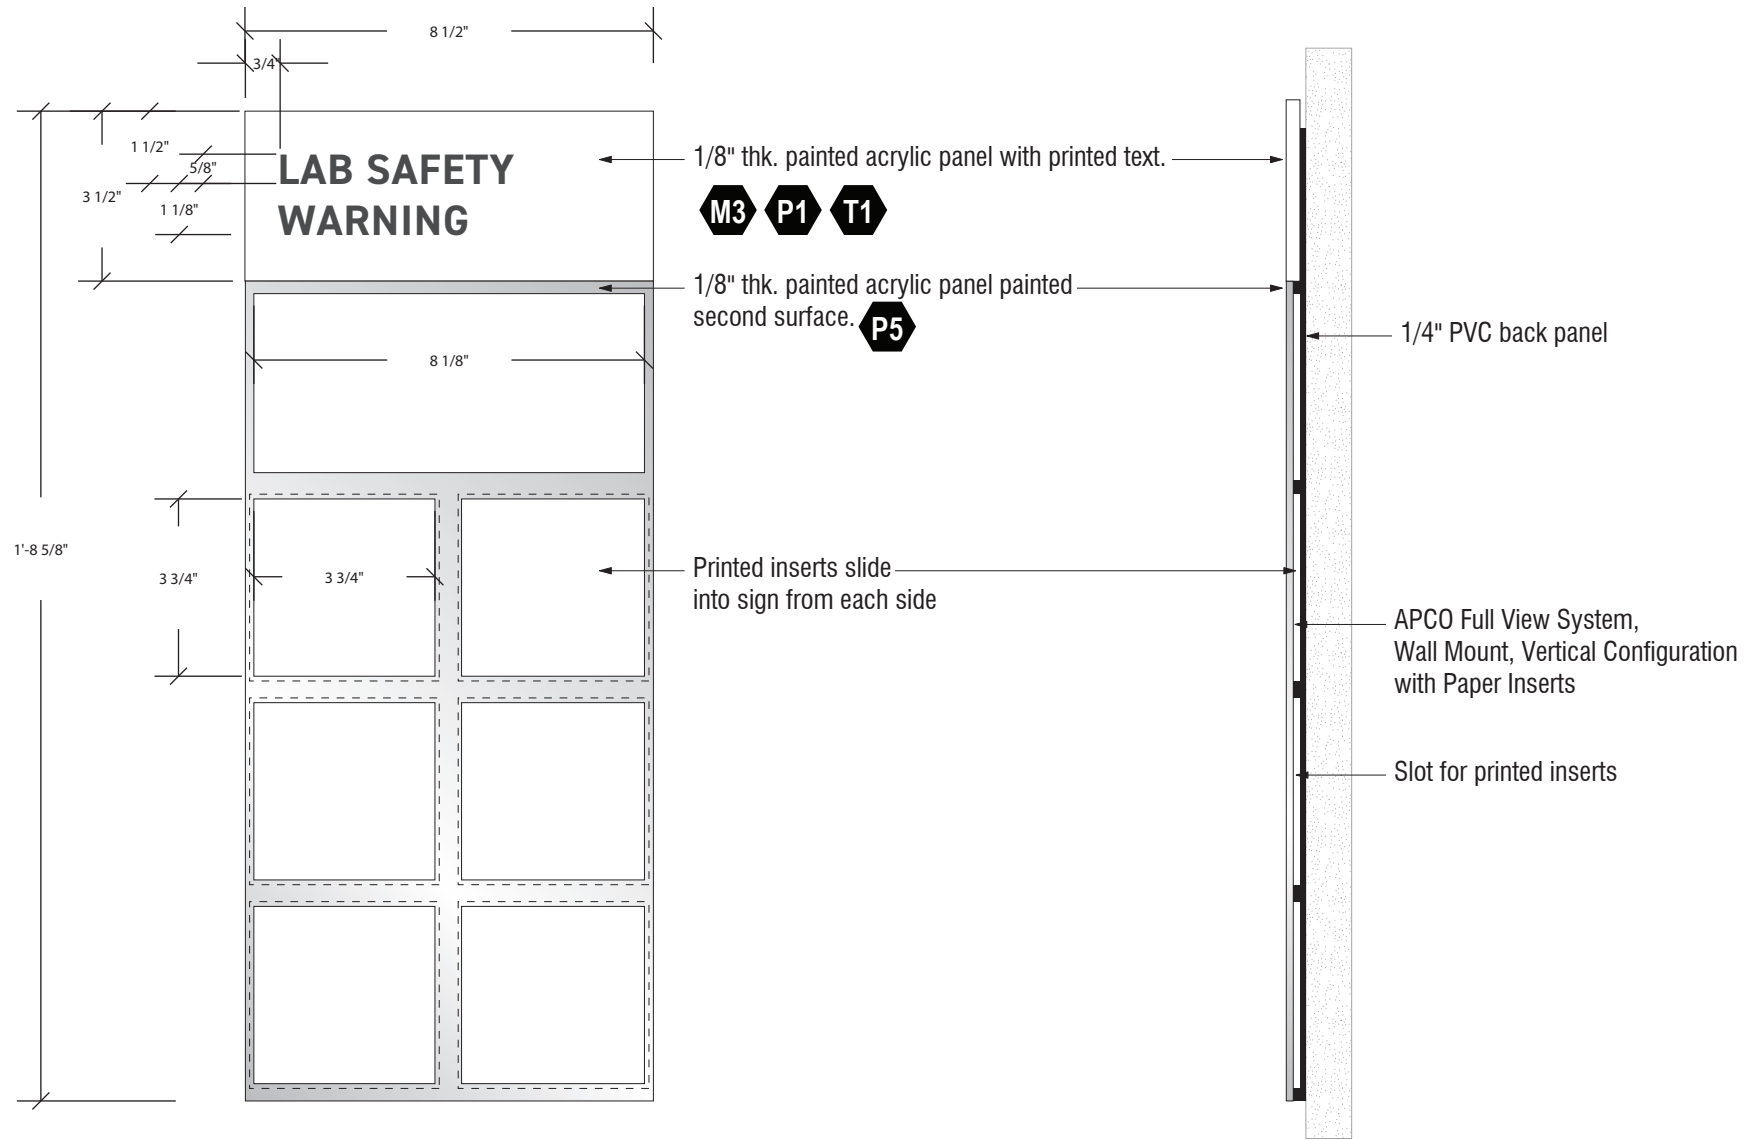 8 1/2"
3/4"
1 1/2"
5/8"
3 1/2"
1 1/8"
LAB SAFETY
WARNING
1/8" thk. painted acrylic panel with printed text.
M3 P1 T1
1/8" thk. painted acrylic panel painted
second surface. P5
1/4" PVC back panel
8 1/8"
1'-8 5/8"
3 3/4"
3 3/4"
Printed inserts slide
into sign from each side
APCO Full View System,
Wall Mount, Vertical Configuration
with Paper Inserts
Slot for printed inserts